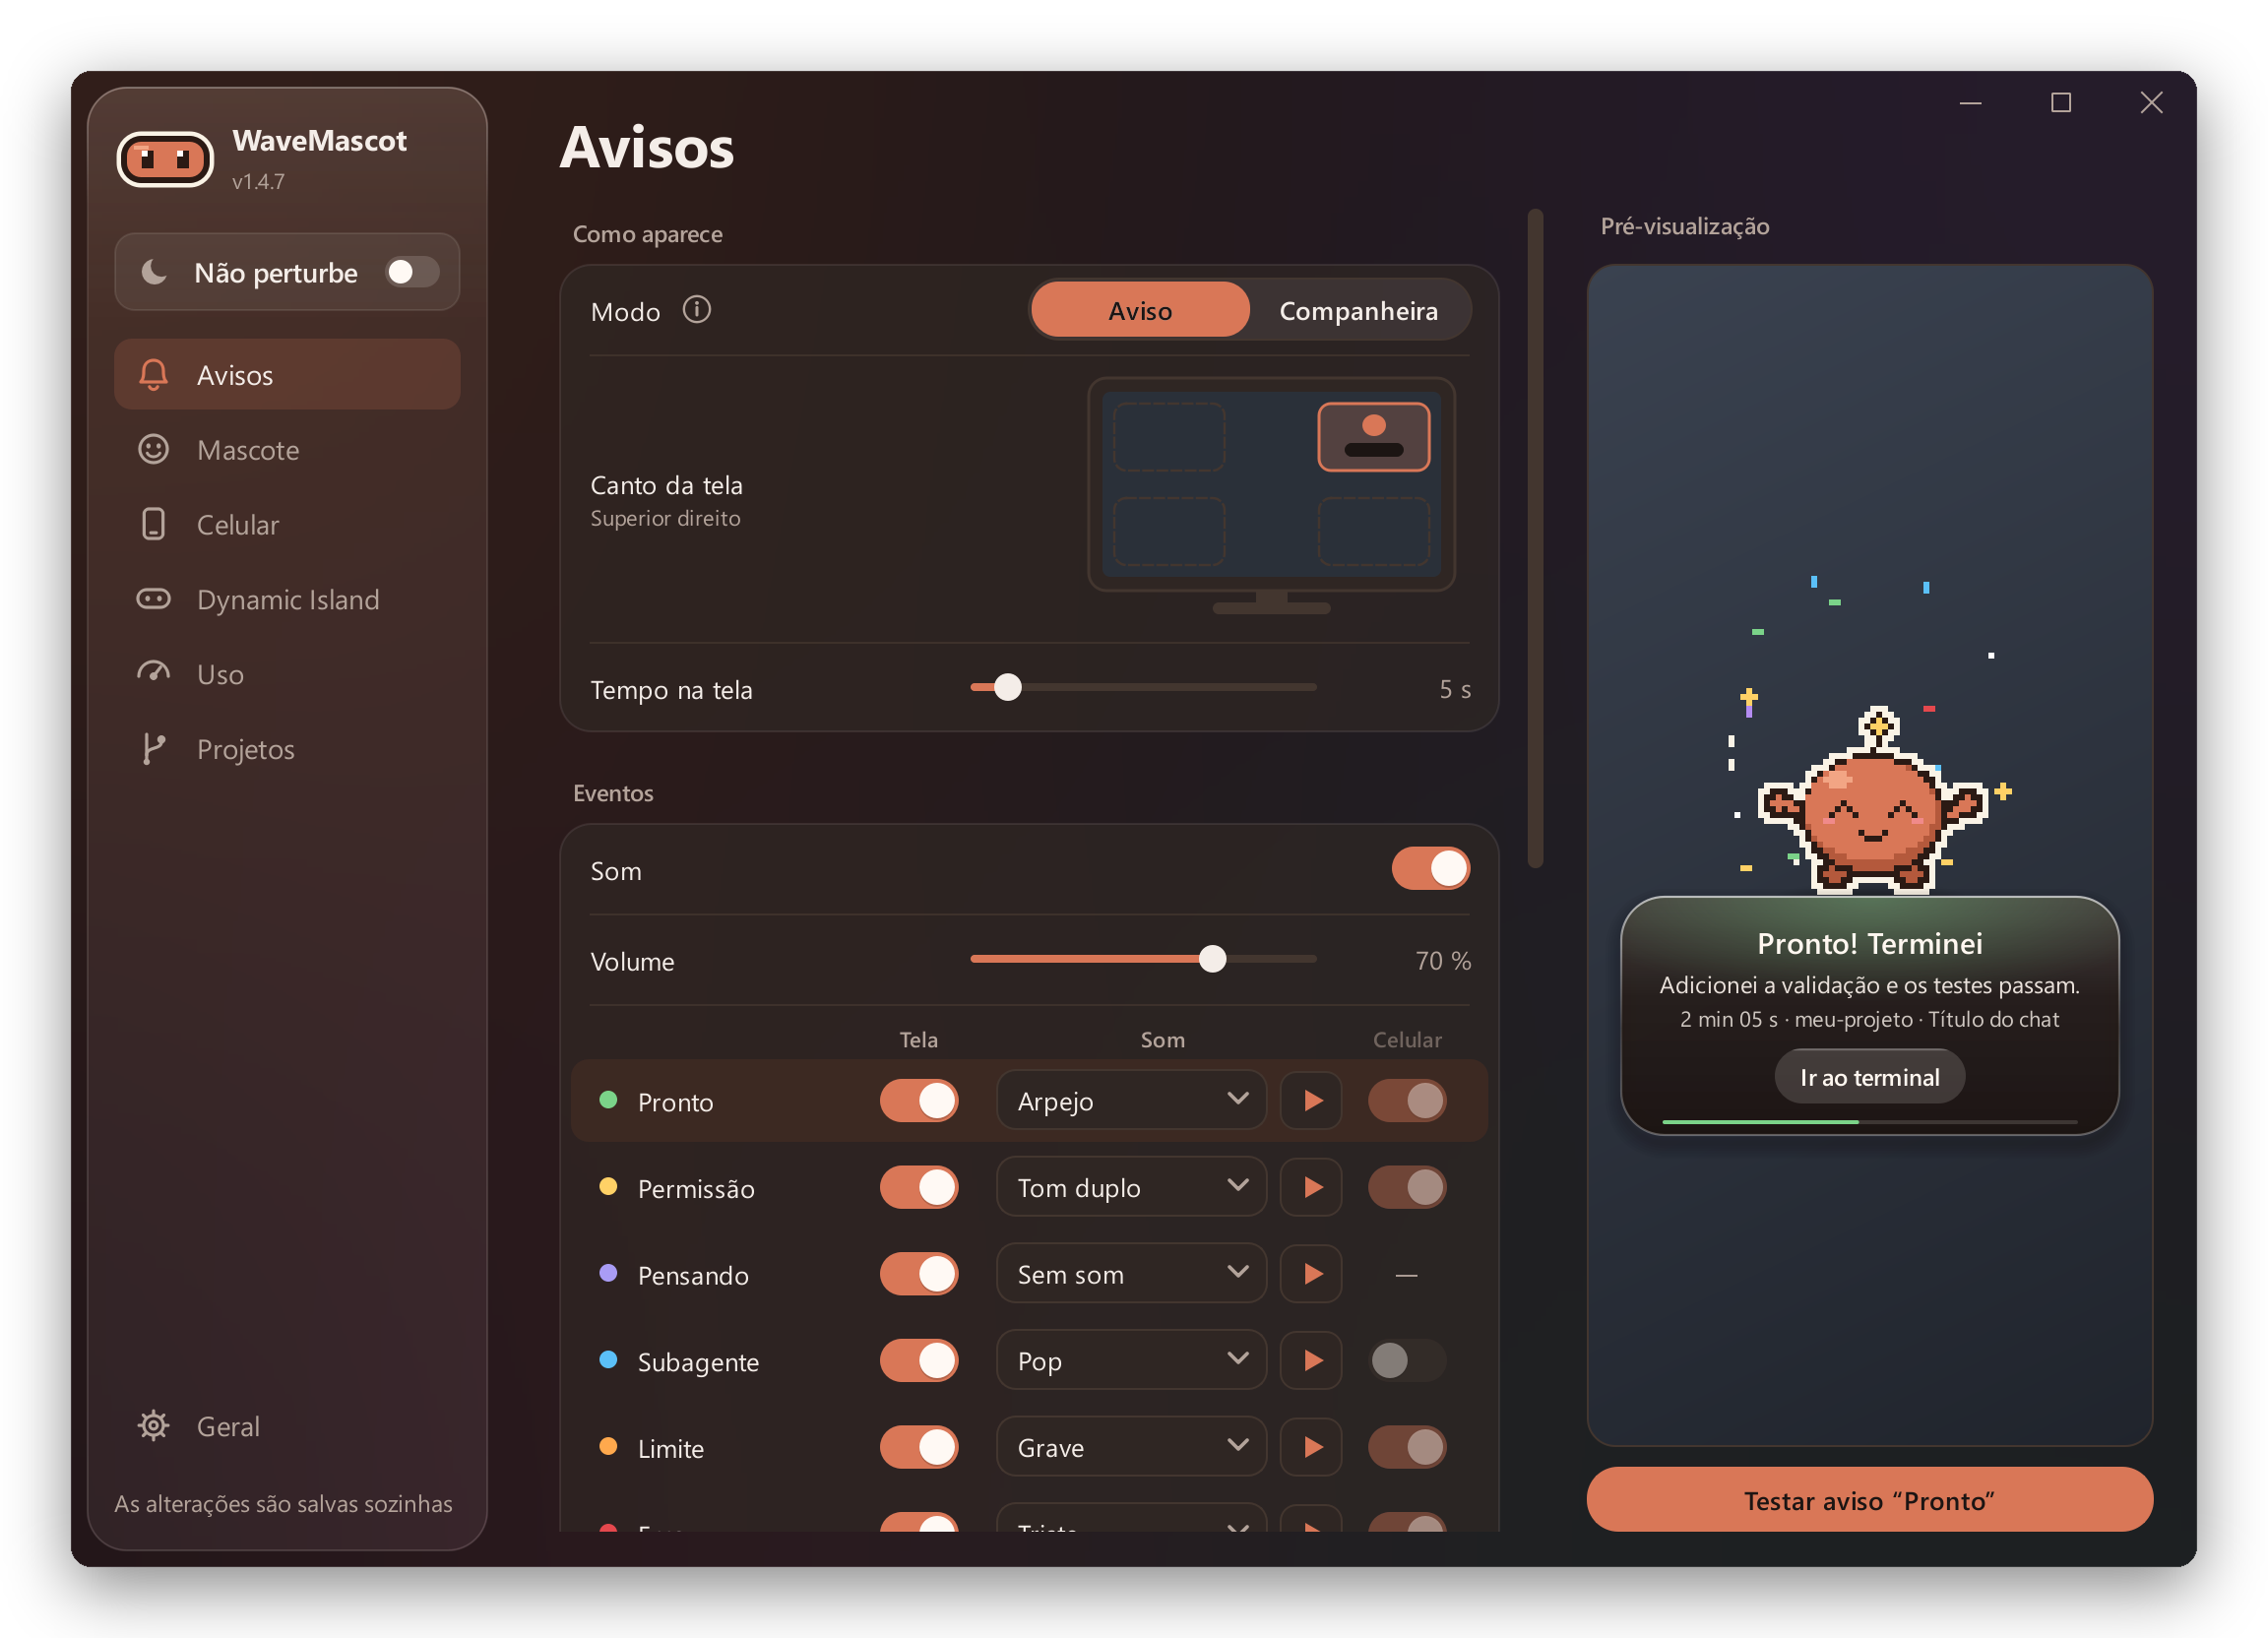 WaveMascot
v1.4.7
Não perturbe
Avisos
Mascote
Celular
Dynamic Island
Uso
Projetos
Geral
As alterações são salvas sozinhas
Avisos
Como aparece
Modo
Aviso
Companheira
Canto da tela
Superior direito
Tempo na tela
5 s
Eventos
Som
Volume
70 %
Tela
Som
Celular
Pronto
Arpejo
Permissão
Tom duplo
Pensando
Sem som
—
Subagente
Pop
Limite
Grave
Pré-visualização
Pronto! Terminei
Adicionei a validação e os testes passam.
2 min 05 s · meu-projeto · Título do chat
Ir ao terminal
Testar aviso “Pronto”